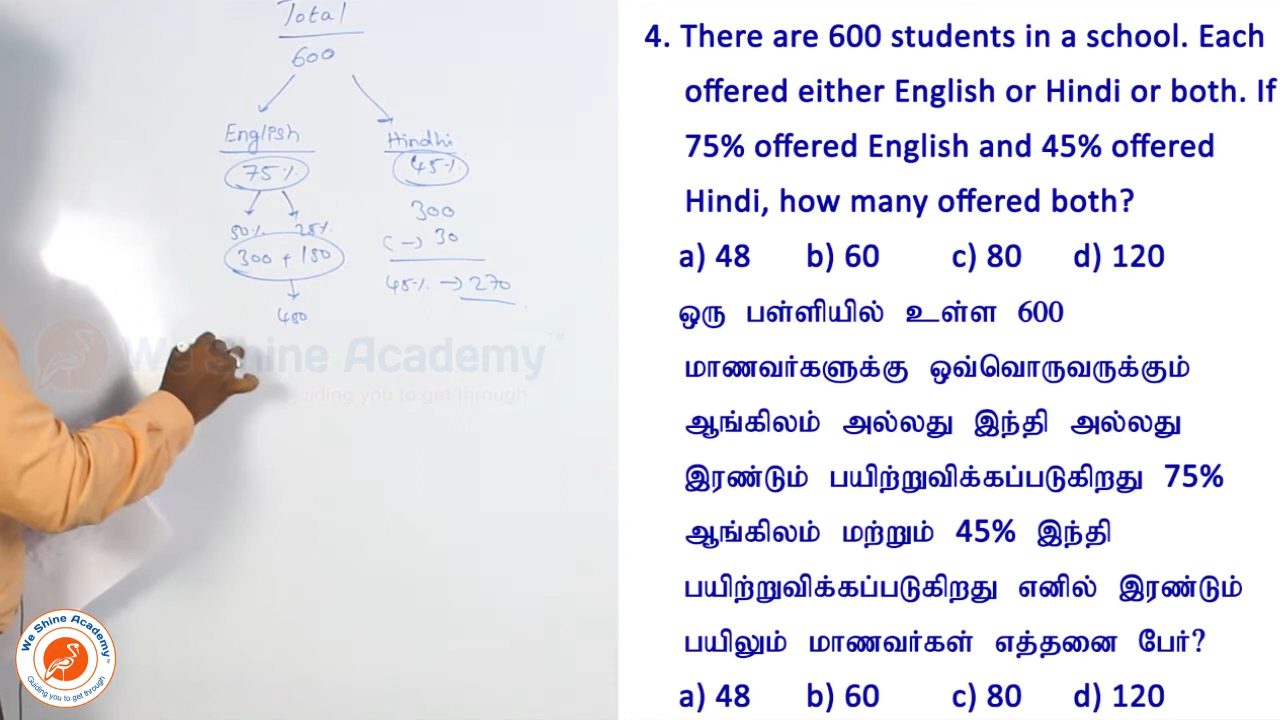 Total
600
English
Hindhi
75%
45%
50% 25%
300
300 + 180
( → 30
45% → 270
480
We Shine Academy™
Guiding you to get through
We Shine Academy™
Guiding you to get through
4. There are 600 students in a school. Each
offered either English or Hindi or both. If
75% offered English and 45% offered
Hindi, how many offered both?
a) 48 b) 60 c) 80 d) 120
ஒரு பள்ளியில் உள்ள 600
மாணவர்களுக்கு ஒவ்வொருவருக்கும்
ஆங்கிலம் அல்லது இந்தி அல்லது
இரண்டும் பயிற்றுவிக்கப்படுகிறது 75%
ஆங்கிலம் மற்றும் 45% இந்தி
பயிற்றுவிக்கப்படுகிறது எனில் இரண்டும்
பயிலும் மாணவர்கள் எத்தனை பேர்?
a) 48 b) 60 c) 80 d) 120